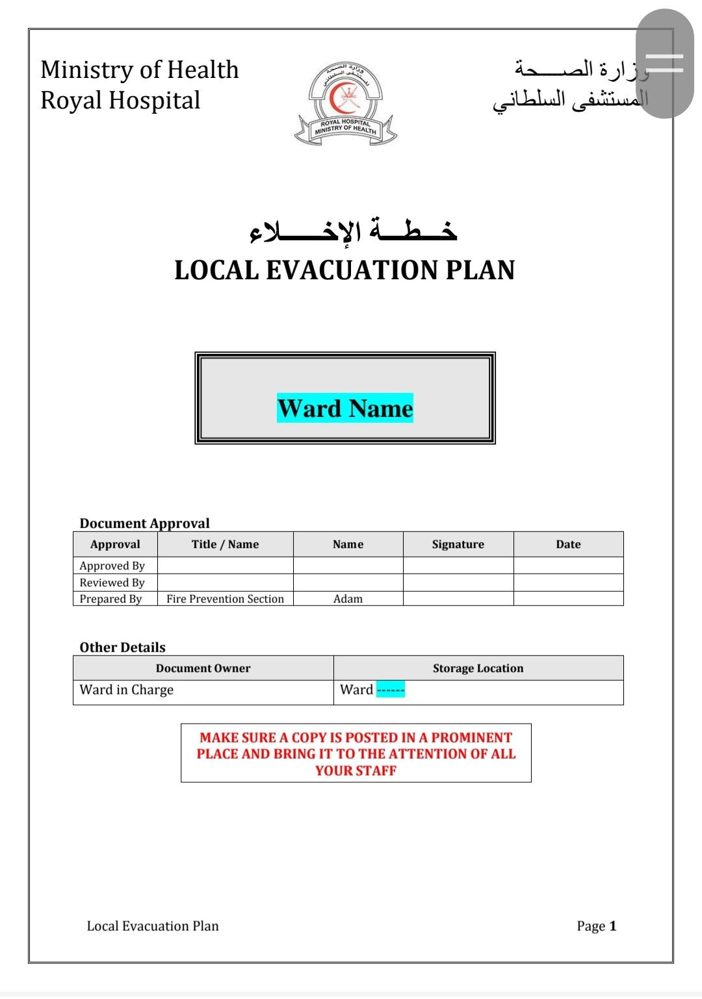 Ministry of Health
Royal Hospital
وزارة الصـــــحة
المستشفى السلطاني
وزارة الصحة
المستشفى السلطاني
ROYAL HOSPITAL
MINISTRY OF HEALTH
خـــطـــة الإخـــــــلاء
LOCAL EVACUATION PLAN
Ward Name
Document Approval
Approval Title / Name Name Signature Date
Approved By
Reviewed By
Prepared By Fire Prevention Section Adam
Other Details
Document Owner Storage Location
Ward in Charge Ward ------
MAKE SURE A COPY IS POSTED IN A PROMINENT
PLACE AND BRING IT TO THE ATTENTION OF ALL
YOUR STAFF
Local Evacuation Plan Page 1